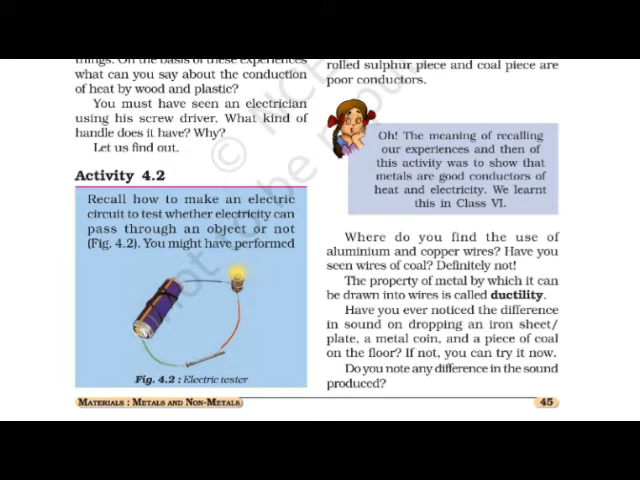 things. On the basis of these experiences
what can you say about the conduction
of heat by wood and plastic?
You must have seen an electrician
using his screw driver. What kind of
handle does it have? Why?
Let us find out.
Activity 4.2
Recall how to make an electric
circuit to test whether electricity can
pass through an object or not
(Fig. 4.2). You might have performed
Fig. 4.2 : Electric tester
rolled sulphur piece and coal piece are
poor conductors.
Oh! The meaning of recalling
our experiences and then of
this activity was to show that
metals are good conductors of
heat and electricity. We learnt
this in Class VI.
Where do you find the use of
aluminium and copper wires? Have you
seen wires of coal? Definitely not!
The property of metal by which it can
be drawn into wires is called ductility.
Have you ever noticed the difference
in sound on dropping an iron sheet/
plate, a metal coin, and a piece of coal
on the floor? If not, you can try it now.
Do you note any difference in the sound
produced?
MATERIALS : METALS AND NON-METALS
45